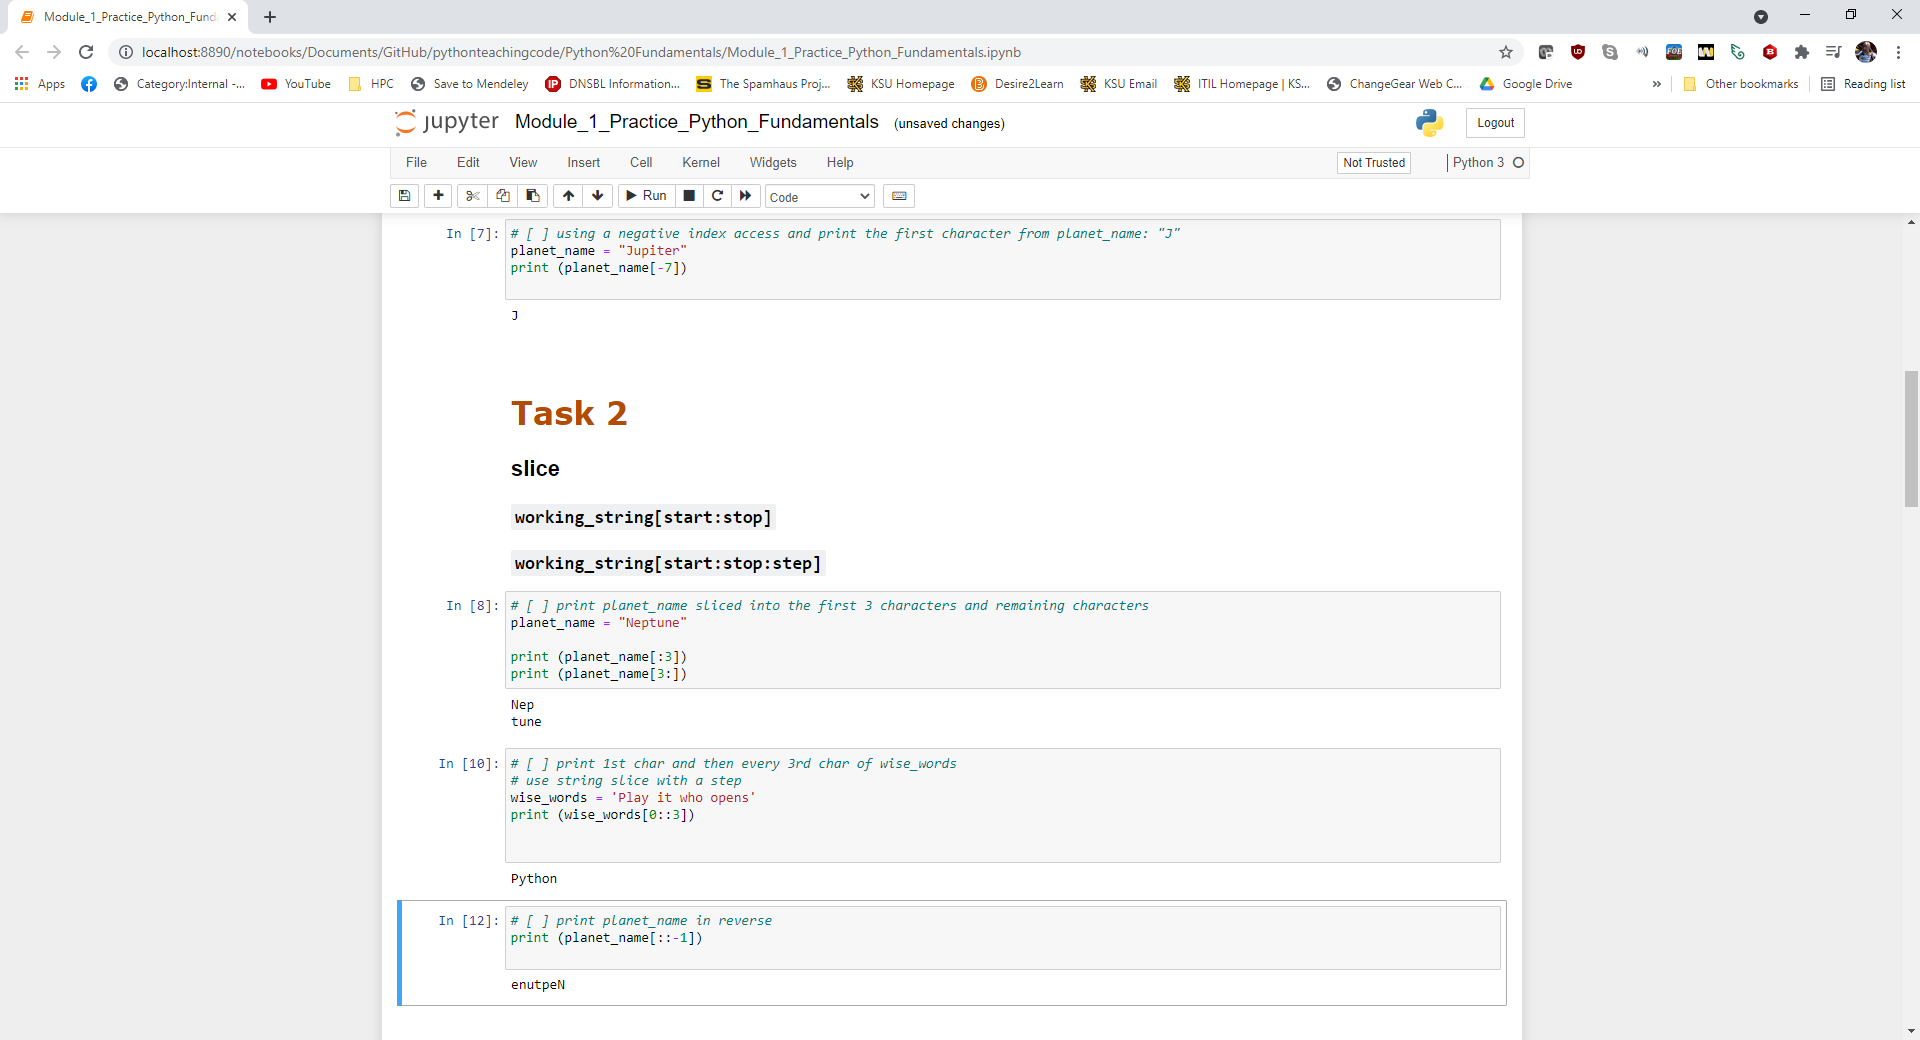 Module_1_Practice_Python_Fund
localhost:8890/notebooks/Documents/GitHub/pythonteachingcode/Python%20Fundamentals/Module_1_Practice_Python_Fundamentals.ipynb
Apps
Category:Internal -...
YouTube
HPC
Save to Mendeley
DNSBL Information...
The Spamhaus Proj...
KSU Homepage
Desire2Learn
KSU Email
ITIL Homepage | KS...
ChangeGear Web C...
Google Drive
»
Other bookmarks
Reading list
jupyter Module_1_Practice_Python_Fundamentals (unsaved changes)
Logout
File Edit View Insert Cell Kernel Widgets Help
Not Trusted
Python 3
Run
Code
In [7]: # [ ] using a negative index access and print the first character from planet_name: "J"
planet_name = "Jupiter"
print (planet_name[-7])
J
Task 2
slice
working_string[start:stop]
working_string[start:stop:step]
In [8]: # [ ] print planet_name sliced into the first 3 characters and remaining characters
planet_name = "Neptune"
print (planet_name[:3])
print (planet_name[3:])
Nep
tune
In [10]: # [ ] print 1st char and then every 3rd char of wise_words
# use string slice with a step
wise_words = 'Play it who opens'
print (wise_words[0::3])
Python
In [12]: # [ ] print planet_name in reverse
print (planet_name[::-1])
enutpeN